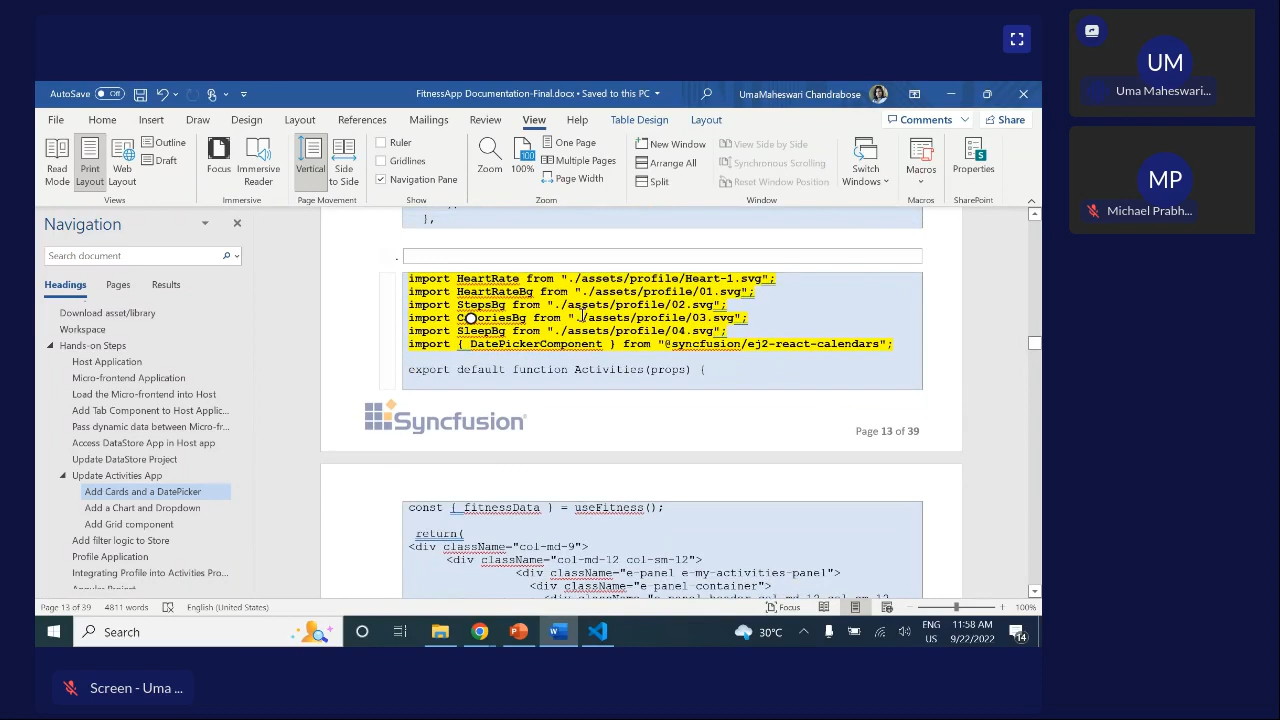 AutoSave Off
FitnessApp Documentation-Final.docx • Saved to this PC
UmaMaheswari Chandrabose
File Home Insert Draw Design Layout References Mailings Review View Help Table Design Layout
Comments Share
Read Mode
Print Layout
Web Layout
Outline
Draft
Views
Focus
Immersive Reader
Immersive
Vertical
Side to Side
Page Movement
Ruler
Gridlines
Navigation Pane
Show
Zoom
100%
One Page
Multiple Pages
Page Width
Zoom
New Window
Arrange All
Split
View Side by Side
Synchronous Scrolling
Reset Window Position
Window
Switch Windows
Macros
Macros
Properties
SharePoint
Navigation
Search document
Headings Pages Results
Download asset/library
Workspace
Hands-on Steps
Host Application
Micro-frontend Application
Load the Micro-frontend into Host
Add Tab Component to Host Applic...
Pass dynamic data between Micro-fr...
Access DataStore App in Host app
Update DataStore Project
Update Activities App
Add Cards and a DatePicker
Add a Chart and Dropdown
Add Grid component
Add filter logic to Store
Profile Application
Integrating Profile into Activities Pro...
},
.
import HeartRate from "./assets/profile/Heart-1.svg";
import HeartRateBg from "./assets/profile/01.svg";
import StepsBg from "./assets/profile/02.svg";
import CaloriesBg from "./assets/profile/03.svg";
import SleepBg from "./assets/profile/04.svg";
import { DatePickerComponent } from "@syncfusion/ej2-react-calendars";
export default function Activities(props) {
Syncfusion
Page 13 of 39
const { fitnessData } = useFitness();
return(
<div className="col-md-9">
<div className="col-md-12 col-sm-12">
<div className="e-panel e-my-activities-panel">
<div className="e-panel-container">
Page 13 of 39 4811 words English (United States)
Focus
100%
Search
30°C
ENG US
11:58 AM
9/22/2022
14
Screen - Uma ...
UM
Uma Maheswari...
MP
Michael Prabh...